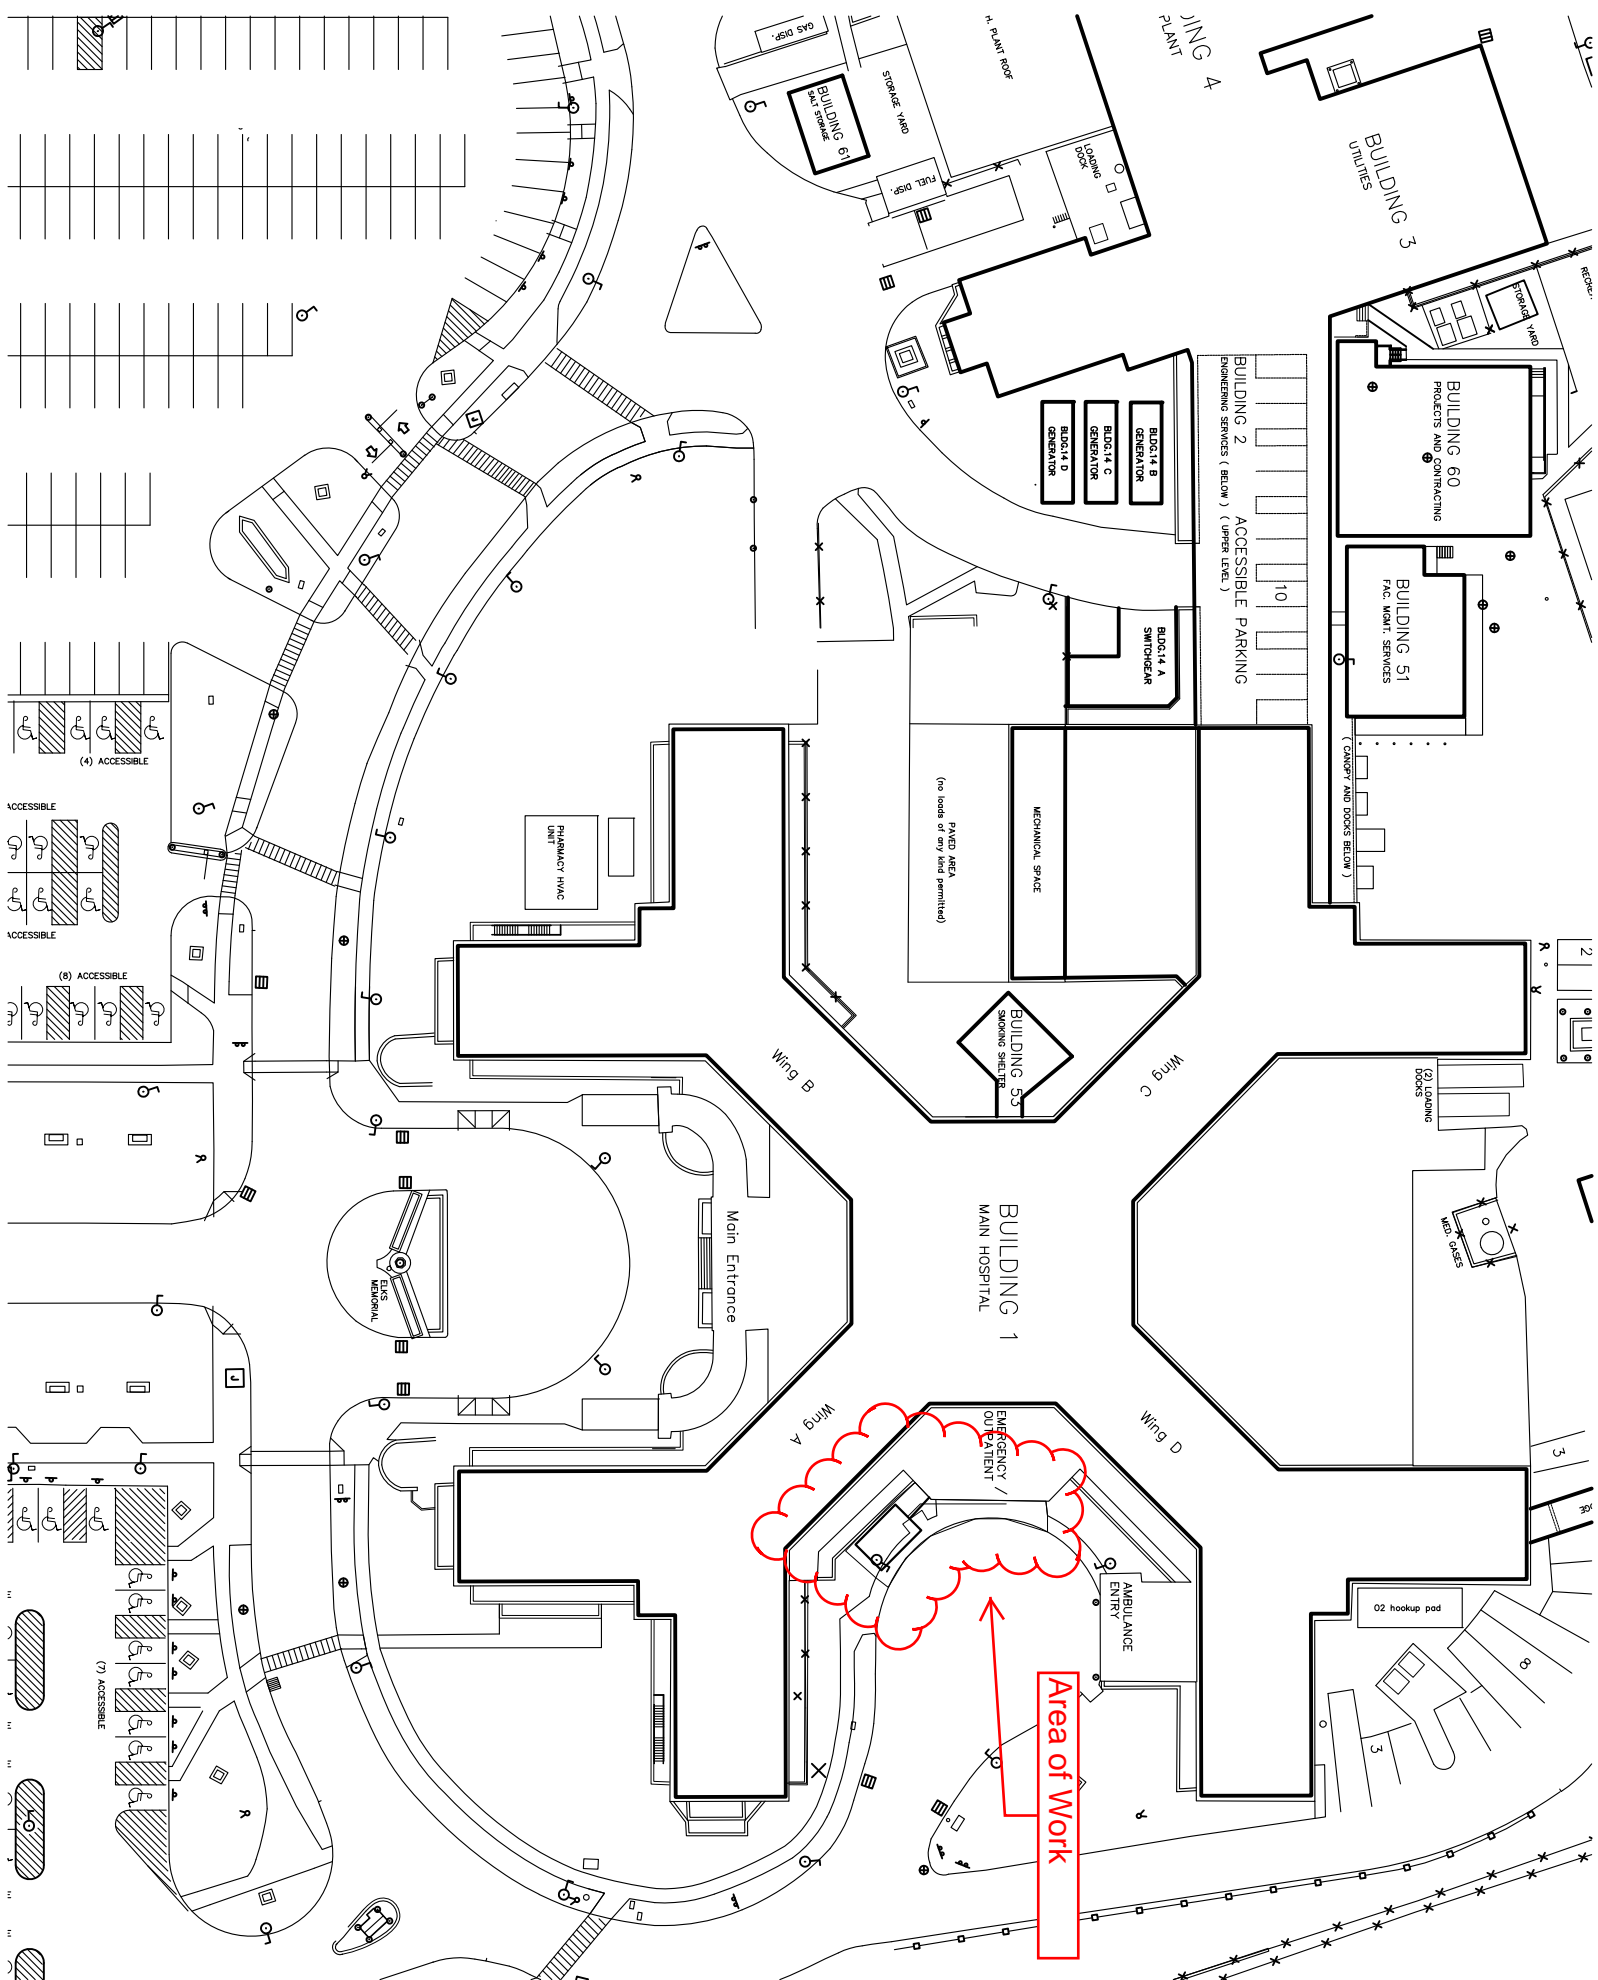 GAS DISP.
H. PLANT ROOF
DING 4
PLANT
STORAGE YARD
BUILDING 61
SALT STORAGE
LOADING
DOCK
FUEL DISP.
BUILDING 3
UTILITIES
STORAGE YARD
BUILDING 2
ENGINEERING SERVICES ( BELOW )
ACCESSIBLE PARKING
( UPPER LEVEL )
10
BLDG.14 D
GENERATOR
BLDG.14 C
GENERATOR
BLDG.14 B
GENERATOR
BUILDING 60
PROJECTS AND CONTRACTING
BUILDING 51
FAC. MGMT. SERVICES
BLDG.14 A
SWITCHGEAR
( CANOPY AND DOCKS BELOW )
(4) ACCESSIBLE
ACCESSIBLE
ACCESSIBLE
(8) ACCESSIBLE
PHARMACY HVAC
UNIT
PAVED AREA
(no loads of any kind permitted)
MECHANICAL SPACE
BUILDING 53
SMOKING SHELTER
2
Wing B
Wing C
(2) LOADING
DOCKS
BUILDING 1
MAIN HOSPITAL
Main Entrance
MED. GASES
ELKS
MEMORIAL
J
J
Wing A
EMERGENCY /
OUTPATIENT
Wing D
3
AMBULANCE
ENTRY
O2 hookup pad
8
3
(7) ACCESSIBLE
Area of Work